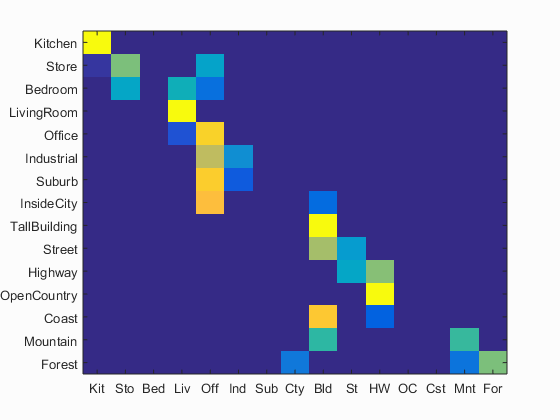 Kitchen
Store
Bedroom
LivingRoom
Office
Industrial
Suburb
InsideCity
TallBuilding
Street
Highway
OpenCountry
Coast
Mountain
Forest
Kit Sto Bed Liv Off Ind Sub Cty Bld St HW OC Cst Mnt For